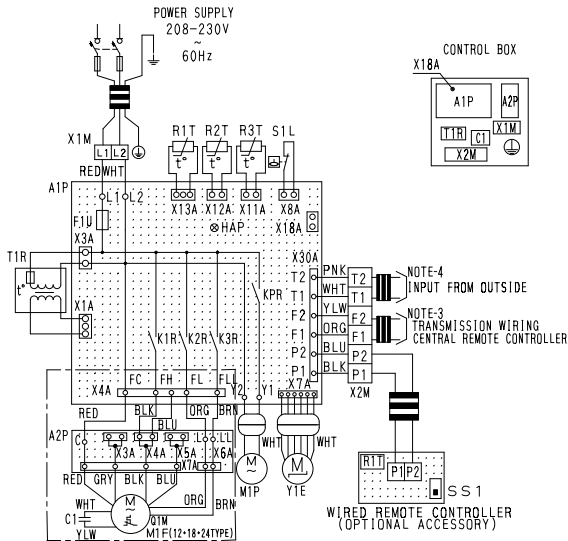 POWER SUPPLY
208-230V
~
60Hz
CONTROL BOX
X18A
A1P
A2P
T1R
C1
X1M
X2M
X1M
L1 L2
RED WHT
R1T R2T R3T S1L
t° t° t°
A1P
L1 L2
X13A X12A X11A X8A
F1U
HAP
X18A
X3A
X30A
T1R
t°
X1A
KPR
K1R K2R K3R
T2 PNK T2
T1 WHT T1
F2 YLW F2
F1 ORG F1
P2 BLU P2
P1 BLK P1
NOTE-4
INPUT FROM OUTSIDE
NOTE-3
TRANSMISSION WIRING
CENTRAL REMOTE CONTROLLER
X2M
FC FH FL FLL
X4A
Y2 Y1
X7A
RED BLK BLU ORG BRN
A2P
C
L LL
X3A X4A X5A X6A
X7A
RED GRY BLK BLU
ORG
BRN
WHT
C1
YLW
M
~
Q1M
M1F(12·18·24TYPE)
WHT
M
~
M1P
WHT WHT
M
Y1E
R1T
P1 P2
SS1
WIRED REMOTE CONTROLLER
(OPTIONAL ACCESSORY)